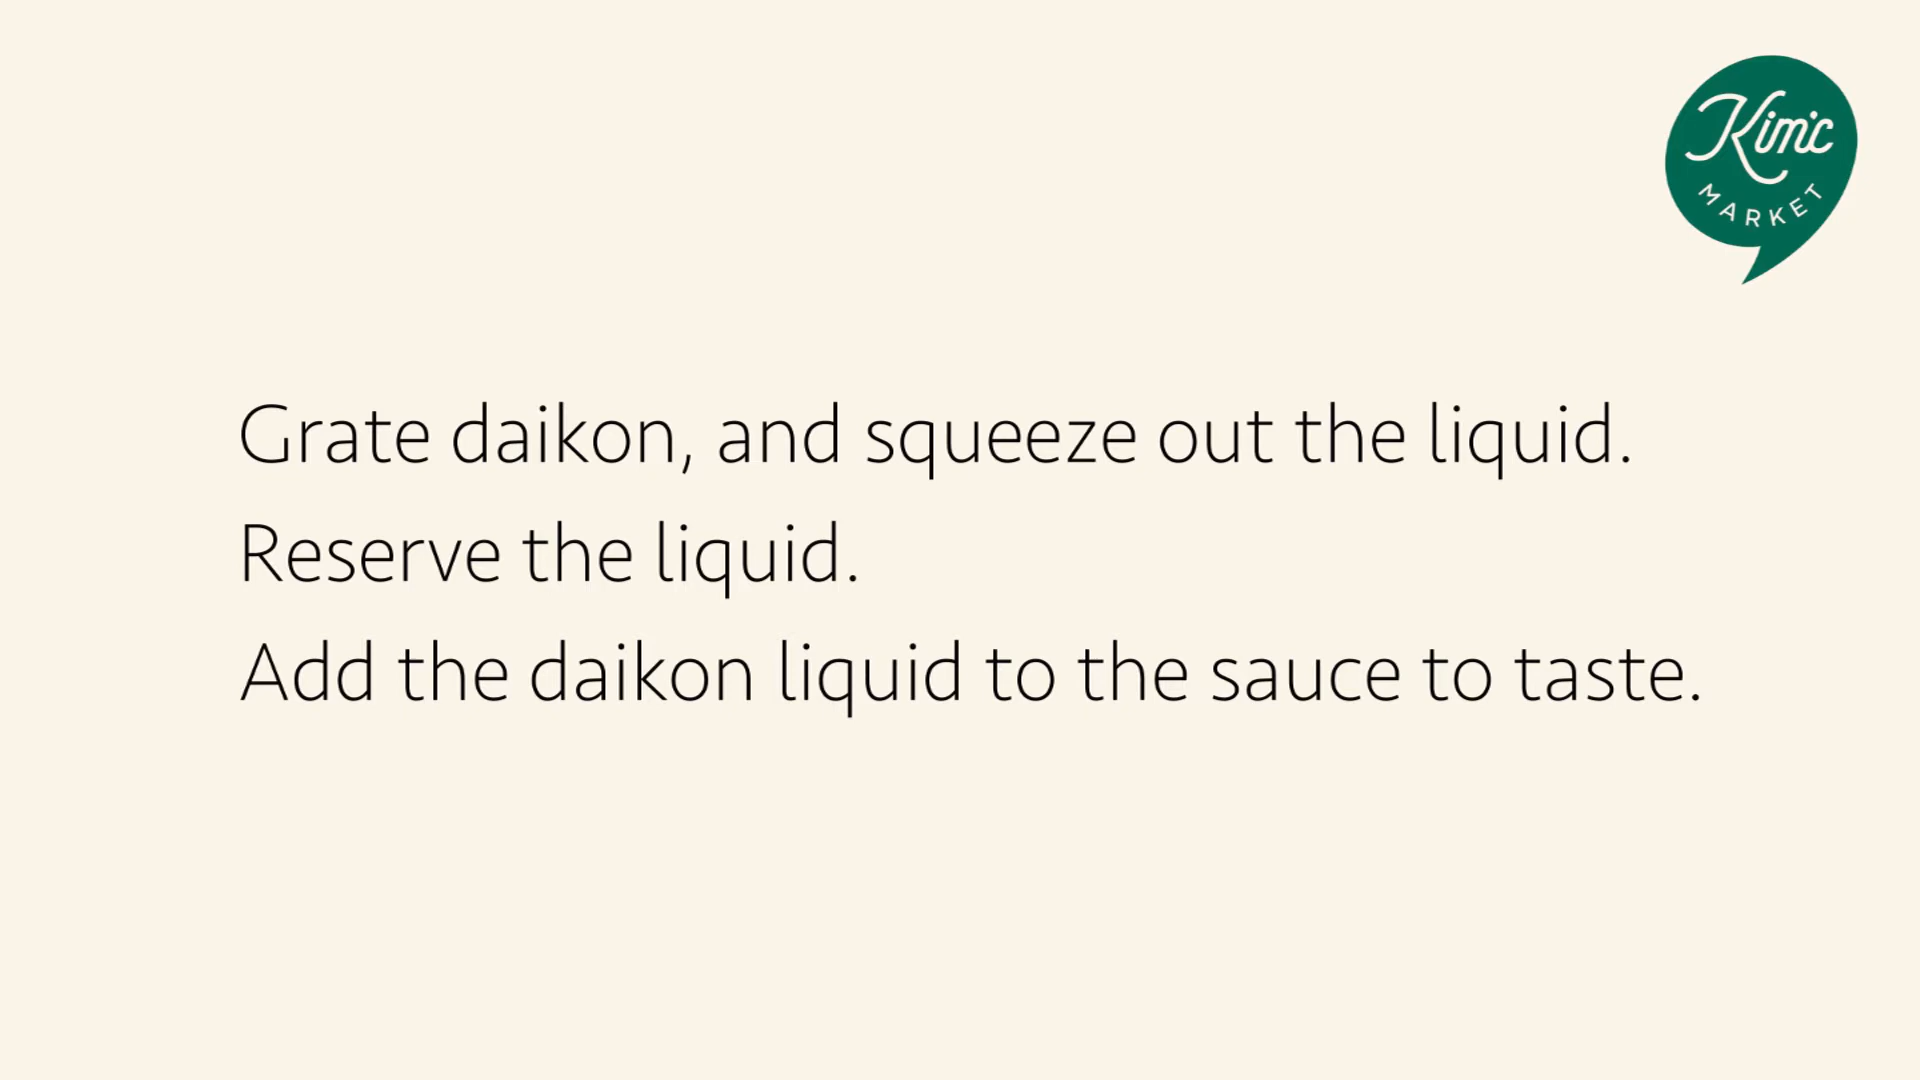 Kimc
MARKET
Grate daikon, and squeeze out the liquid.
Reserve the liquid.
Add the daikon liquid to the sauce to taste.